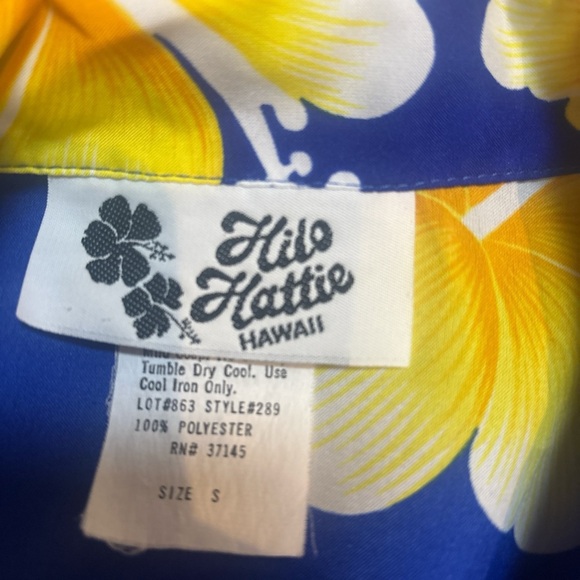 Hilo
Hattie
HAWAII
Tumble Dry Cool. Use
Cool Iron Only.
LOT#863 STYLE#289
100% POLYESTER
RN# 37145
SIZE S